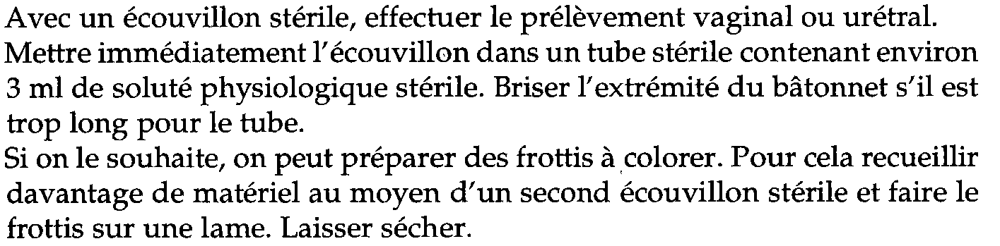 Avec un écouvillon stérile, effectuer le prélèvement vaginal ou urétral.
Mettre immédiatement l'écouvillon dans un tube stérile contenant environ
3 ml de soluté physiologique stérile. Briser l'extrémité du bâtonnet s'il est
trop long pour le tube.
Si on le souhaite, on peut préparer des frottis à colorer. Pour cela recueillir
davantage de matériel au moyen d'un second écouvillon stérile et faire le
frottis sur une lame. Laisser sécher.